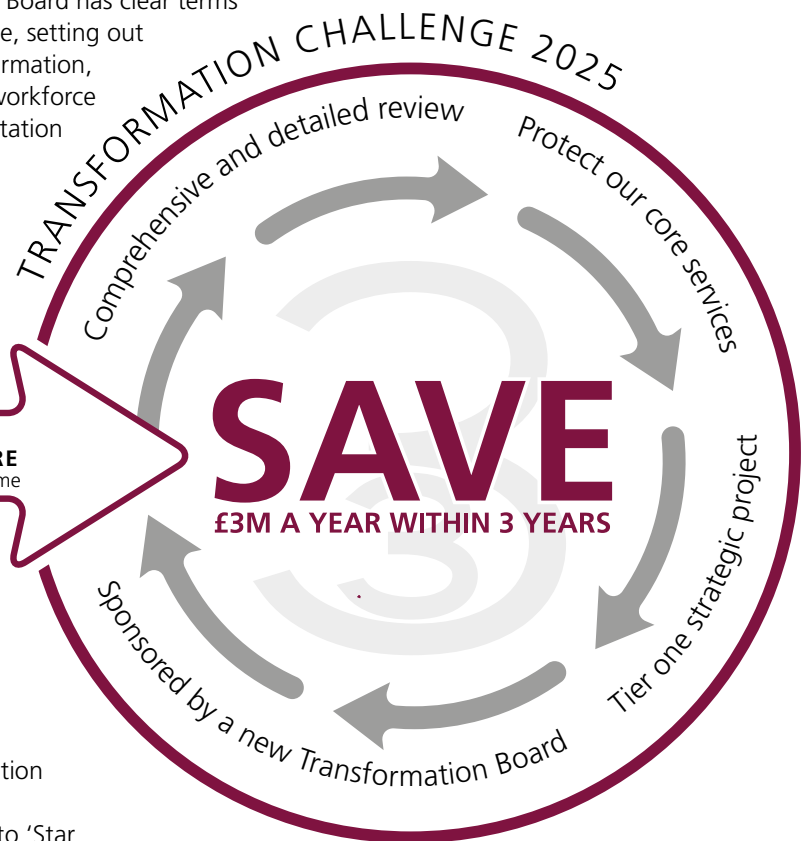 Board has clear terms
e, setting out
rmation,
workforce
tation
TRANSFORMATION CHALLENGE 2025
Comprehensive and detailed review
Protect our core services
Tier one strategic project
Sponsored by a new Transformation Board
3
SAVE
£3M A YEAR WITHIN 3 YEARS
3
RE
me
tion
to ‘Star